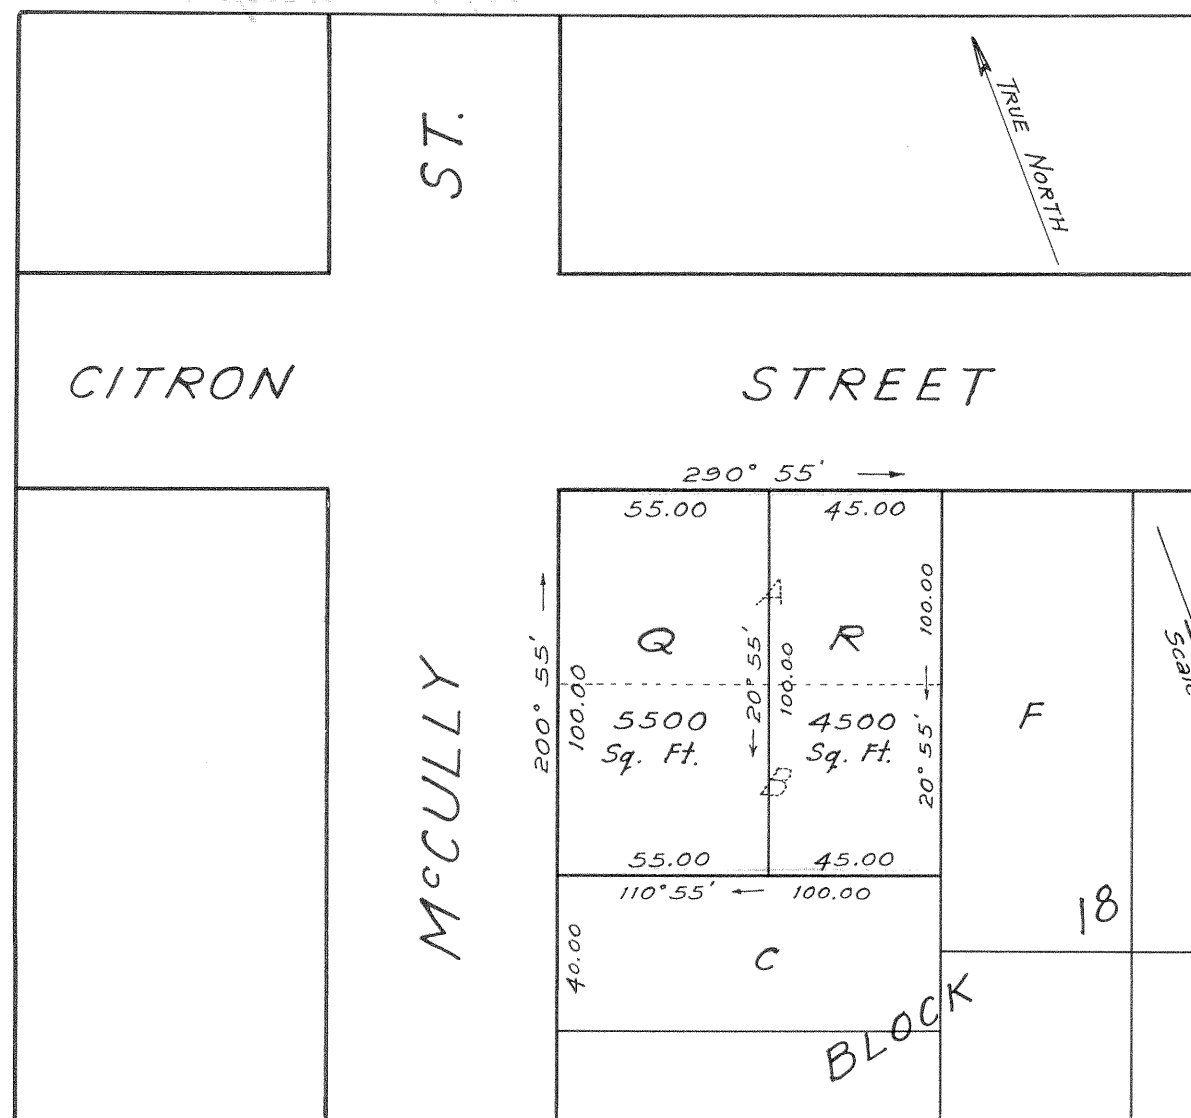 ST.
TRUE NORTH
CITRON STREET
290° 55'
55.00 45.00
McCULLY
200° 55'
100.00
Q
5500
Sq. Ft.
A
20° 55'
100.00
B
R
4500
Sq. Ft.
100.00
20° 55'
F
Scale
55.00 45.00
110° 55' 100.00
40.00
C
18
BLOCK